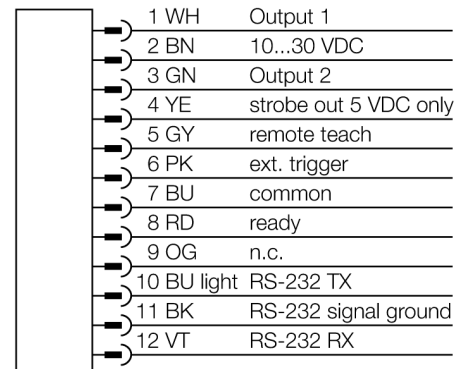 1 WH Output 1
2 BN 10...30 VDC
3 GN Output 2
4 YE strobe out 5 VDC only
5 GY remote teach
6 PK ext. trigger
7 BU common
8 RD ready
9 OG n.c.
10 BU light RS-232 TX
11 BK RS-232 signal ground
12 VT RS-232 RX